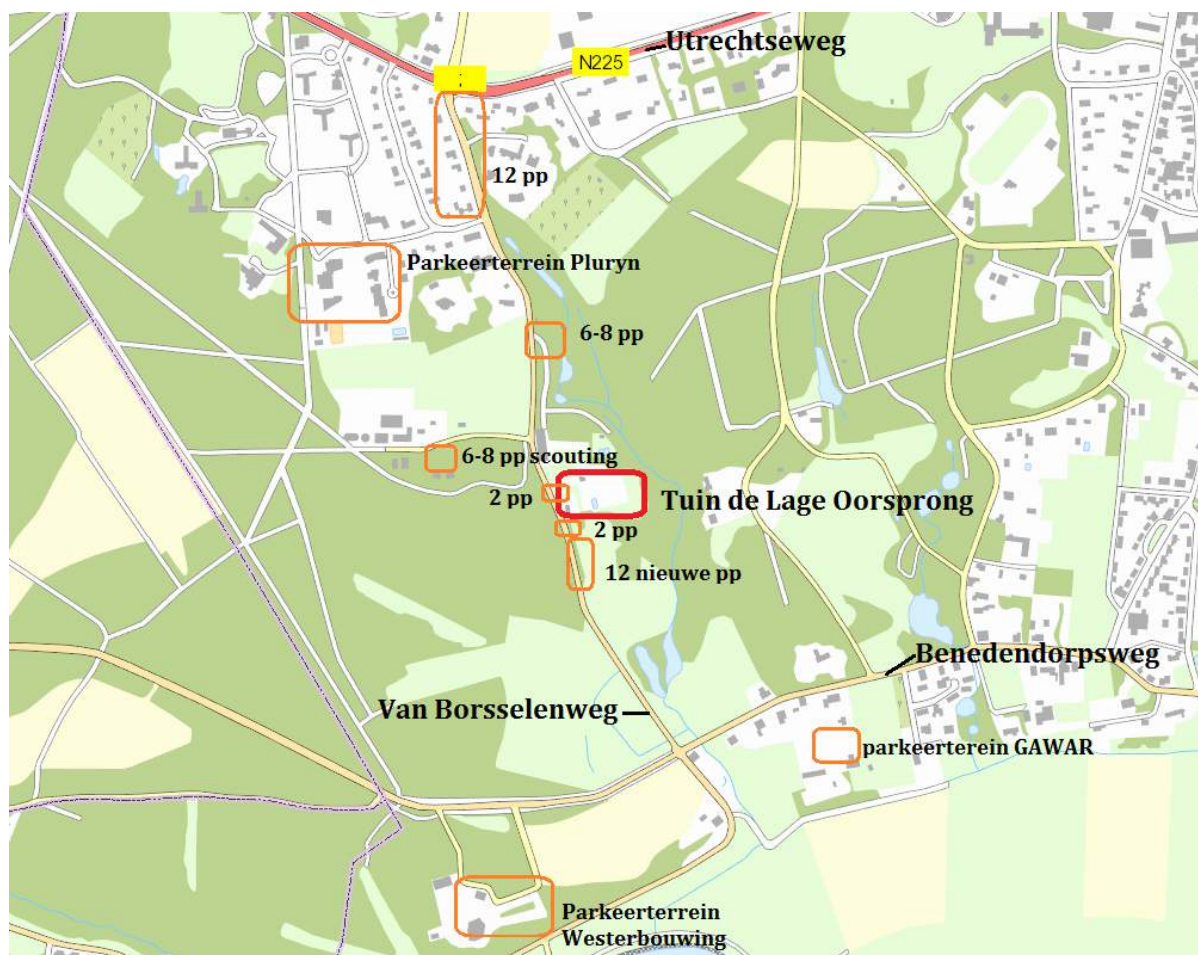 Utrechtseweg
N225
;
12 pp
Parkeerterrein Pluryn
6-8 pp
6-8 pp scouting
2 pp
Tuin de Lage Oorsprong
2 pp
12 nieuwe pp
Benedendorpsweg
Van Borsselenweg
parkeerterein GAWAR
Parkeerterrein
Westerbouwing